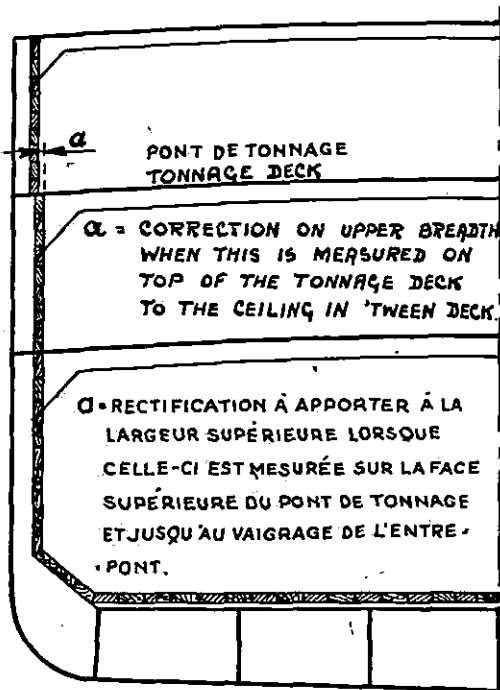 a
PONT DE TONNAGE
TONNAGE DECK
a = CORRECTION ON UPPER BREADTH
WHEN THIS IS MEASURED ON
TOP OF THE TONNAGE DECK
TO THE CEILING IN 'TWEEN DECK.
a = RECTIFICATION À APPORTER À LA
LARGEUR SUPÉRIEURE LORSQUE
CELLE-CI EST MESURÉE SUR LA FACE
SUPÉRIEURE DU PONT DE TONNAGE
ET JUSQU'AU VAIGRAGE DE L'ENTRE-
-PONT.